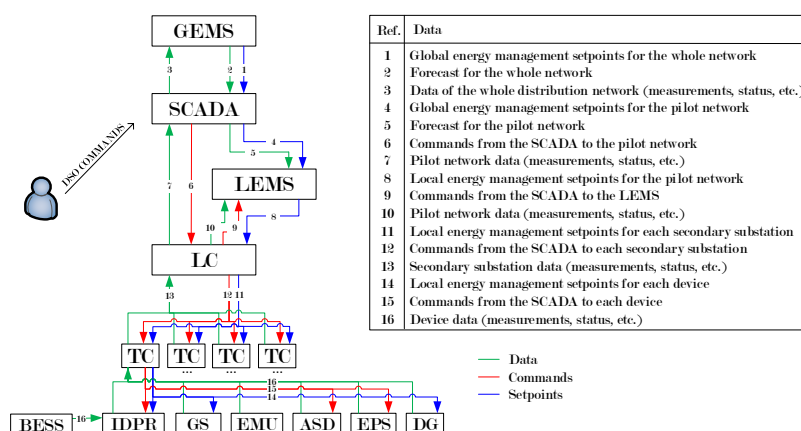 GEMS
3
2
1
SCADA
DSO COMMANDS
4
5
7
6
LEMS
10
9
8
LC
13
12
11
TC
TC
TC
TC
...
...
...
16
15
14
BESS
16
IDPR
GS
EMU
ASD
EPS
DG
Ref. Data
1 Global energy management setpoints for the whole network
2 Forecast for the whole network
3 Data of the whole distribution network (measurements, status, etc.)
4 Global energy management setpoints for the pilot network
5 Forecast for the pilot network
6 Commands from the SCADA to the pilot network
7 Pilot network data (measurements, status, etc.)
8 Local energy management setpoints for the pilot network
9 Commands from the SCADA to the LEMS
10 Pilot network data (measurements, status, etc.)
11 Local energy management setpoints for each secondary substation
12 Commands from the SCADA to each secondary substation
13 Secondary substation data (measurements, status, etc.)
14 Local energy management setpoints for each device
15 Commands from the SCADA to each device
16 Device data (measurements, status, etc.)
Data
Commands
Setpoints